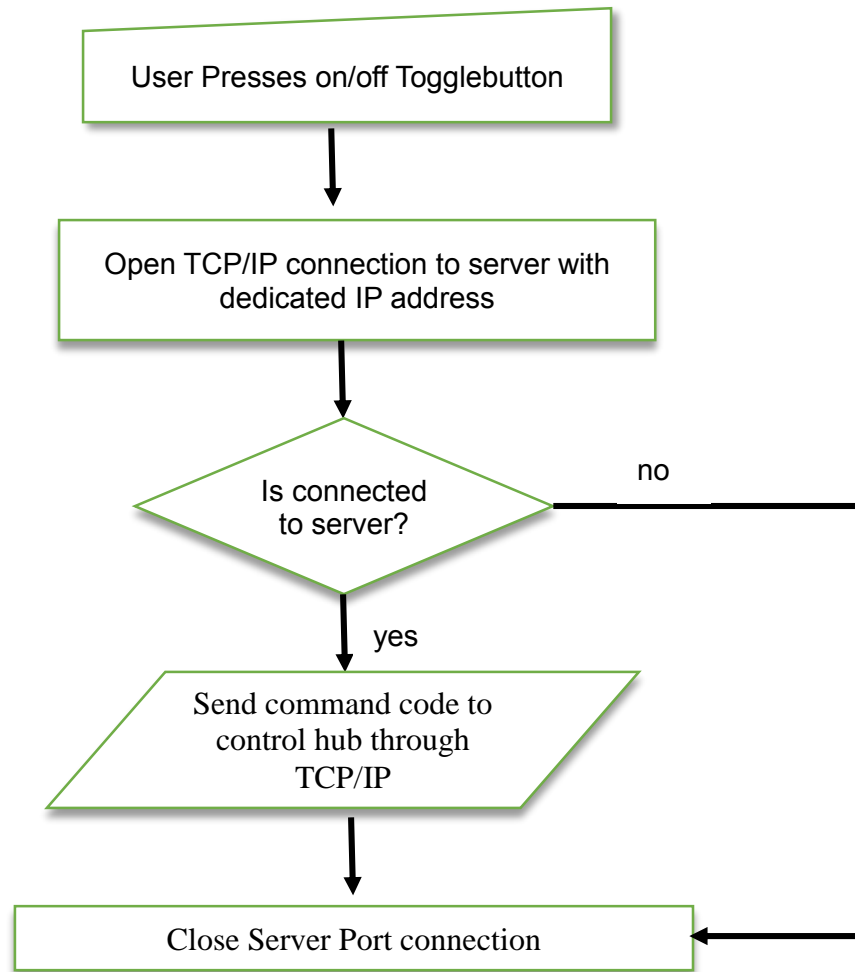 User Presses on/off Togglebutton
Open TCP/IP connection to server with
dedicated IP address
Is connected
to server?
no
yes
Send command code to
control hub through
TCP/IP
Close Server Port connection